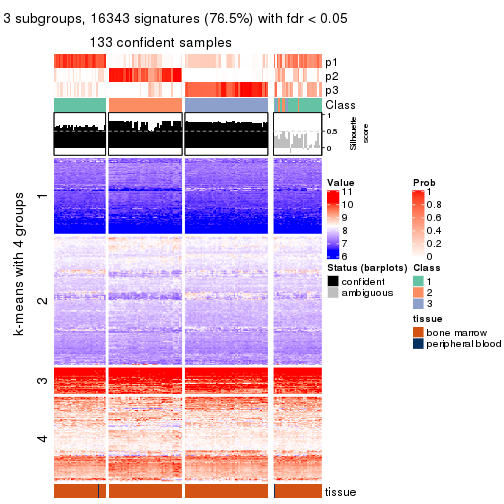 3 subgroups, 16343 signatures (76.5%) with fdr < 0.05
133 confident samples
p1
p2
p3
Class
1
0.5
0
Silhouette
score
k-means with 4 groups
1
2
3
4
Value
11
10
9
8
7
6
Prob
1
0.8
0.6
0.4
0.2
0
Status (barplots)
confident
ambiguous
Class
1
2
3
tissue
bone marrow
peripheral blood
tissue